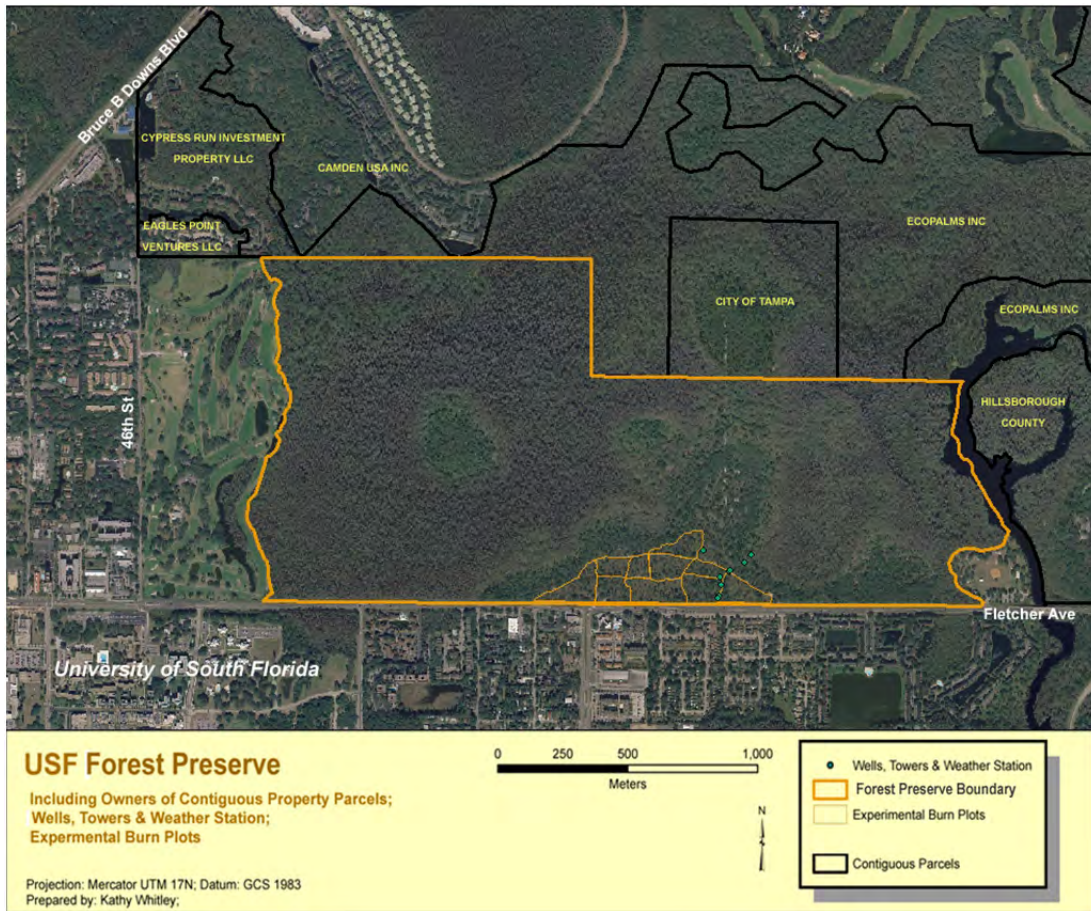 Bruce B Downs Blvd
CYPRESS RUN INVESTMENT
PROPERTY LLC
CAMDEN USA INC
EAGLES POINT
VENTURES LLC
ECOPALMS INC
CITY OF TAMPA
ECOPALMS INC
HILLSBOROUGH
COUNTY
46th St
Fletcher Ave
University of South Florida
USF Forest Preserve
Including Owners of Contiguous Property Parcels;
Wells, Towers & Weather Station;
Expermental Burn Plots
Projection: Mercator UTM 17N; Datum: GCS 1983
Prepared by: Kathy Whitley;
0 250 500 1,000
Meters
N
Wells, Towers & Weather Station
Forest Preserve Boundary
Experimental Burn Plots
Contiguous Parcels